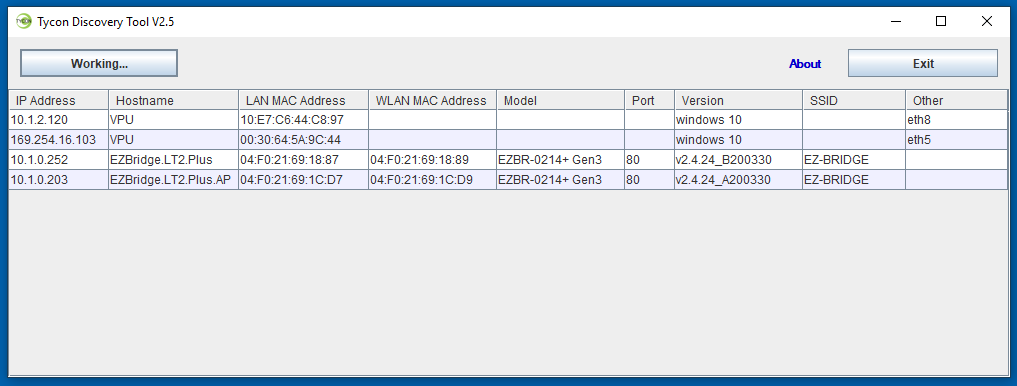 TYCON Tycon Discovery Tool V2.5
Working... About Exit
IP Address Hostname LAN MAC Address WLAN MAC Address Model Port Version SSID Other
10.1.2.120 VPU 10:E7:C6:44:C8:97 windows 10 eth8
169.254.16.103 VPU 00:30:64:5A:9C:44 windows 10 eth5
10.1.0.252 EZBridge.LT2.Plus 04:F0:21:69:18:87 04:F0:21:69:18:89 EZBR-0214+ Gen3 80 v2.4.24_B200330 EZ-BRIDGE
10.1.0.203 EZBridge.LT2.Plus.AP 04:F0:21:69:1C:D7 04:F0:21:69:1C:D9 EZBR-0214+ Gen3 80 v2.4.24_A200330 EZ-BRIDGE